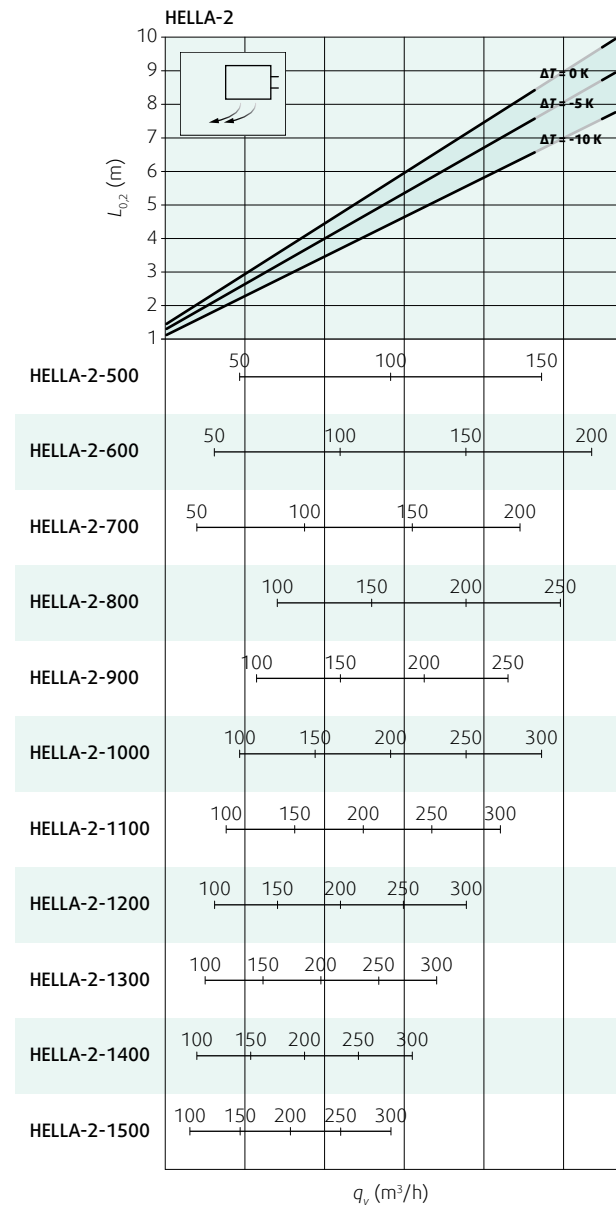 HELLA-2
10
9
8
7
6
5
4
3
2
1
L0,2 (m)
ΔT = 0 K
ΔT = -5 K
ΔT = -10 K
HELLA-2-500 50 100 150
HELLA-2-600 50 100 150 200
HELLA-2-700 50 100 150 200
HELLA-2-800 100 150 200 250
HELLA-2-900 100 150 200 250
HELLA-2-1000 100 150 200 250 300
HELLA-2-1100 100 150 200 250 300
HELLA-2-1200 100 150 200 250 300
HELLA-2-1300 100 150 200 250 300
HELLA-2-1400 100 150 200 250 300
HELLA-2-1500 100 150 200 250 300
qv (m³/h)